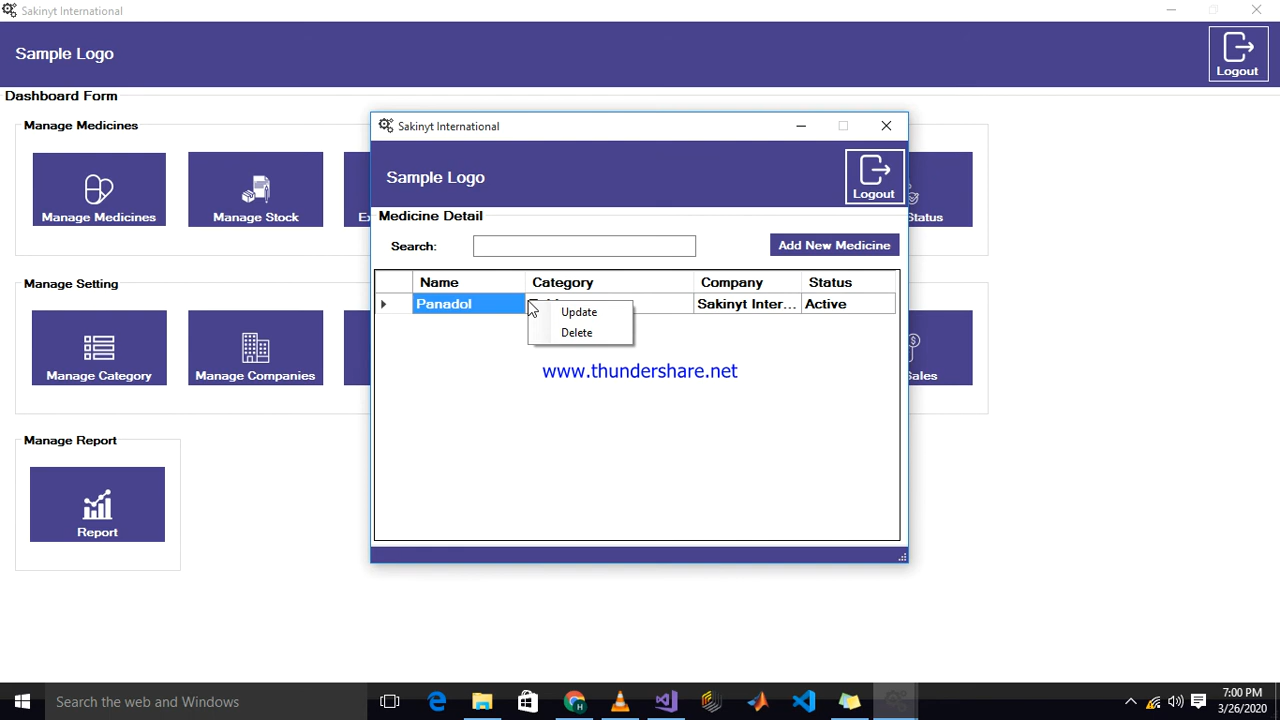 Sakinyt International
Sample Logo
Logout
Dashboard Form
Manage Medicines
Manage Medicines
Manage Stock
Status
Sakinyt International
Sample Logo
Logout
Medicine Detail
Search:
Add New Medicine
Name Category Company Status
Panadol Sakinyt Inter... Active
Update
Delete
www.thundershare.net
Manage Setting
Manage Category
Manage Companies
Manage Report
Report
Search the web and Windows
7:00 PM
3/26/2020